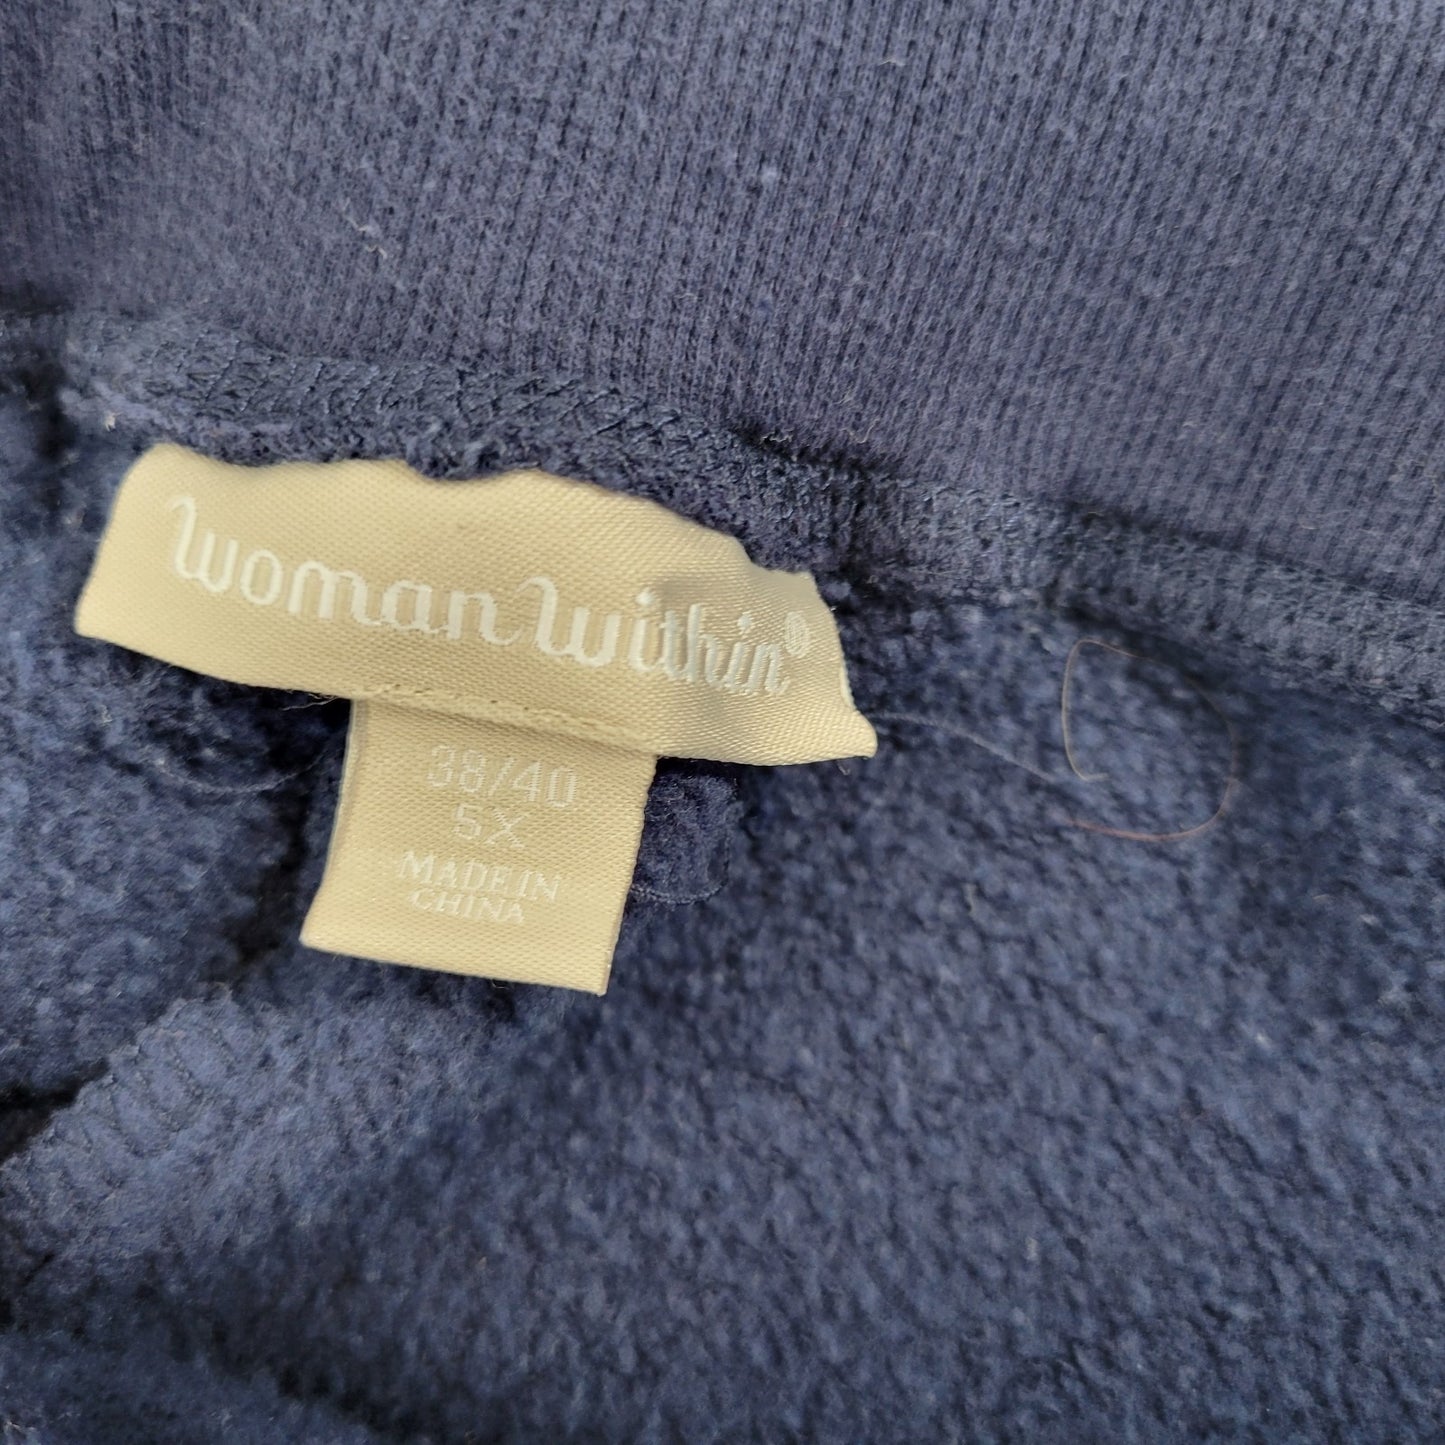 woman within®
38/40
5X
MADE IN
CHINA